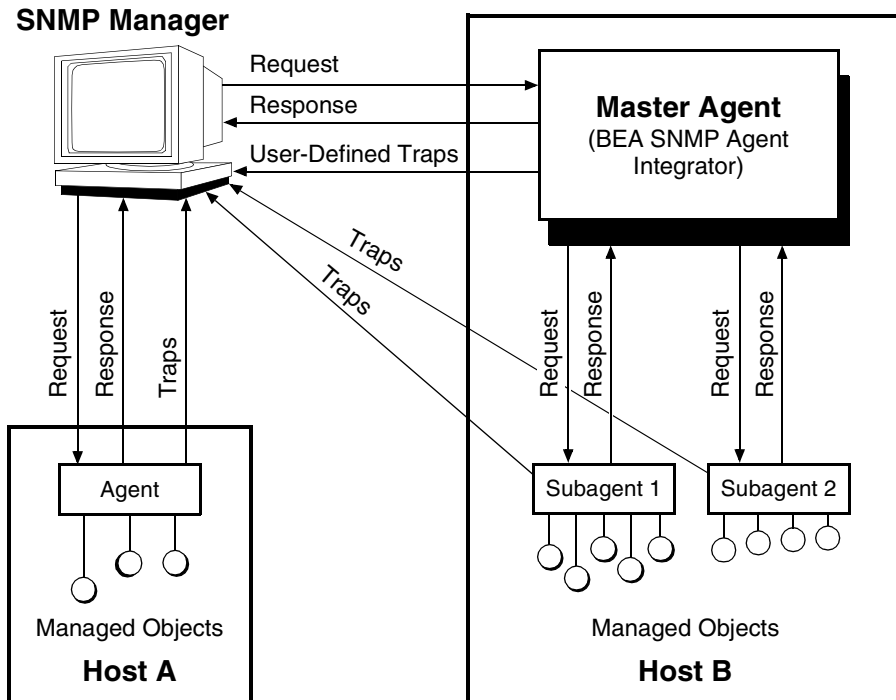 SNMP Manager
Request
Response
User-Defined Traps
Master Agent
(BEA SNMP Agent
Integrator)
Traps
Traps
Request
Response
Traps
Request
Response
Request
Response
Agent
Subagent 1
Subagent 2
Managed Objects
Host A
Managed Objects
Host B